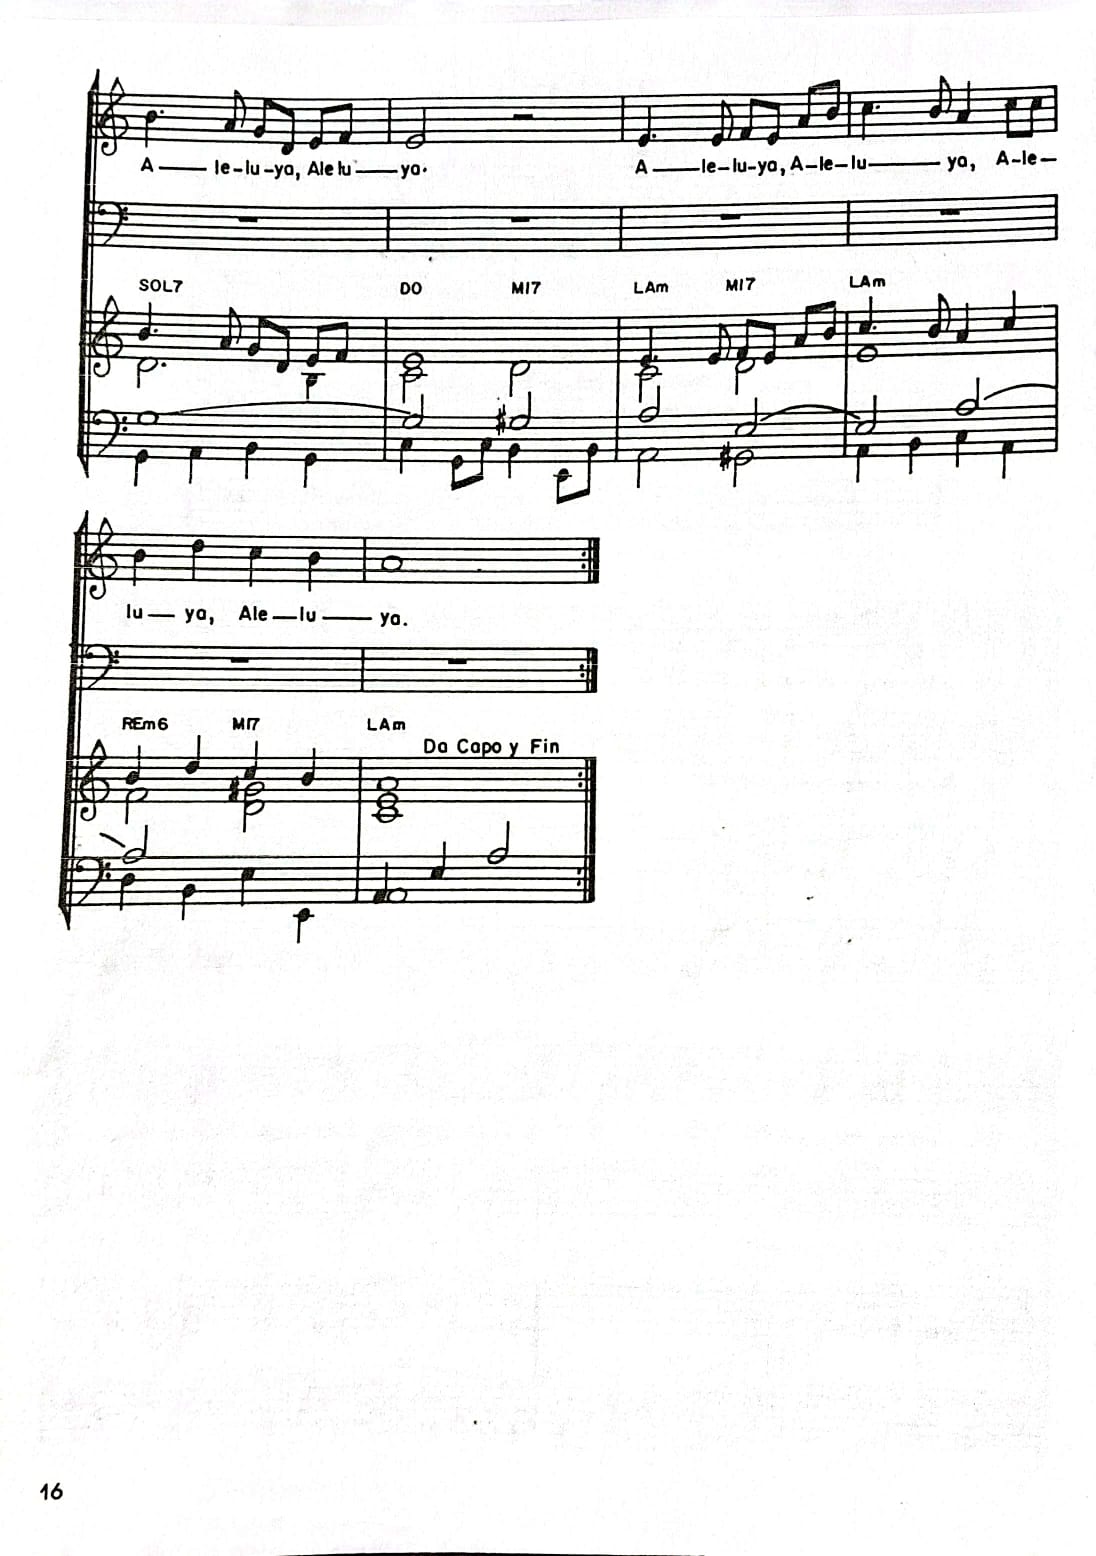 A — le-lu-ya, Ale lu — ya. A — le-lu-ya, A-le-lu — ya, A-le-
SOL7 DO MI7 LAm MI7 LAm
lu — ya, Ale — lu — ya.
REm6 MI7 LAm
Da Capo y Fin
16